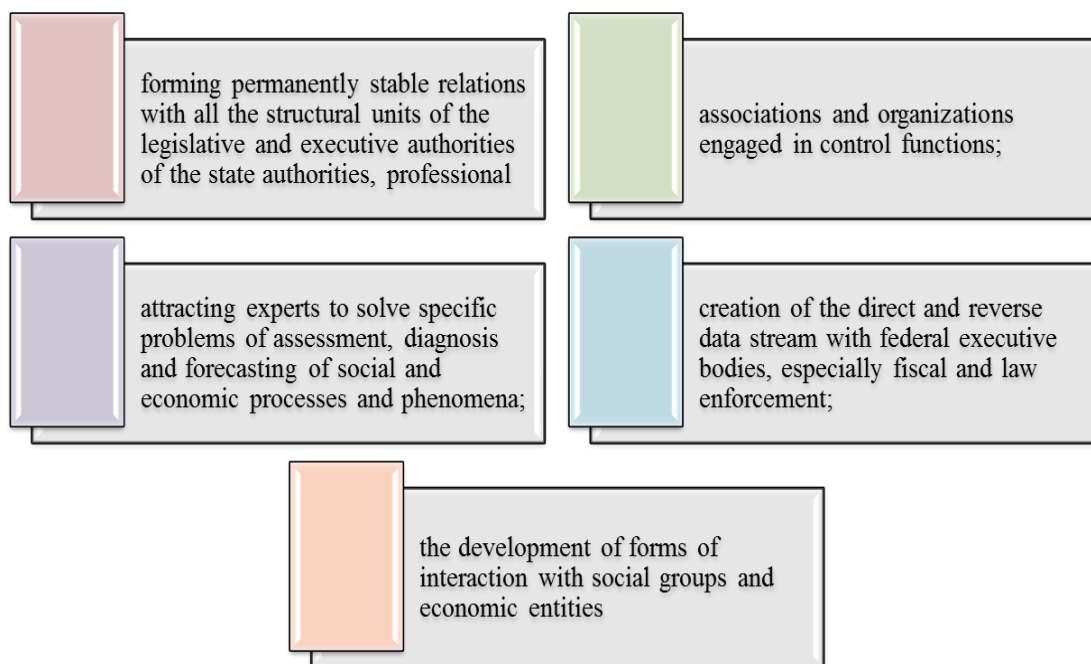 forming permanently stable relations
with all the structural units of the
legislative and executive authorities
of the state authorities, professional
associations and organizations
engaged in control functions;
attracting experts to solve specific
problems of assessment, diagnosis
and forecasting of social and
economic processes and phenomena;
creation of the direct and reverse
data stream with federal executive
bodies, especially fiscal and law
enforcement;
the development of forms of
interaction with social groups and
economic entities